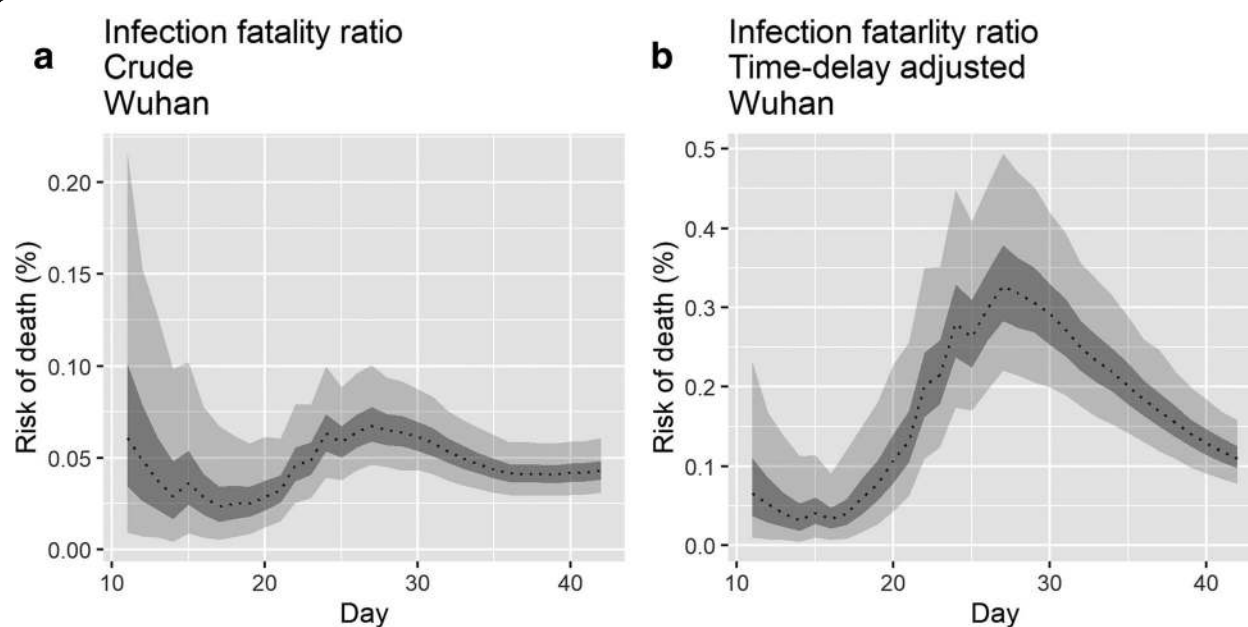 a
Infection fatality ratio
Crude
Wuhan
0.20
0.15
0.10
0.05
0.00
Risk of death (%)
10
20
30
40
Day
b
Infection fatarlity ratio
Time-delay adjusted
Wuhan
0.5
0.4
0.3
0.2
0.1
0.0
Risk of death (%)
10
20
30
40
Day